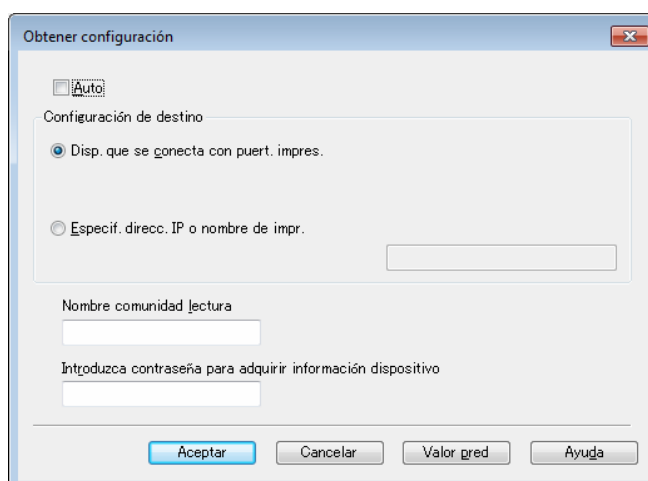 Obtener configuración
Auto
Configuración de destino
Disp. que se conecta con puert. impres.
Especif. direcc. IP o nombre de impr.
Nombre comunidad lectura
Introduzca contraseña para adquirir información dispositivo
Aceptar Cancelar Valor pred Ayuda